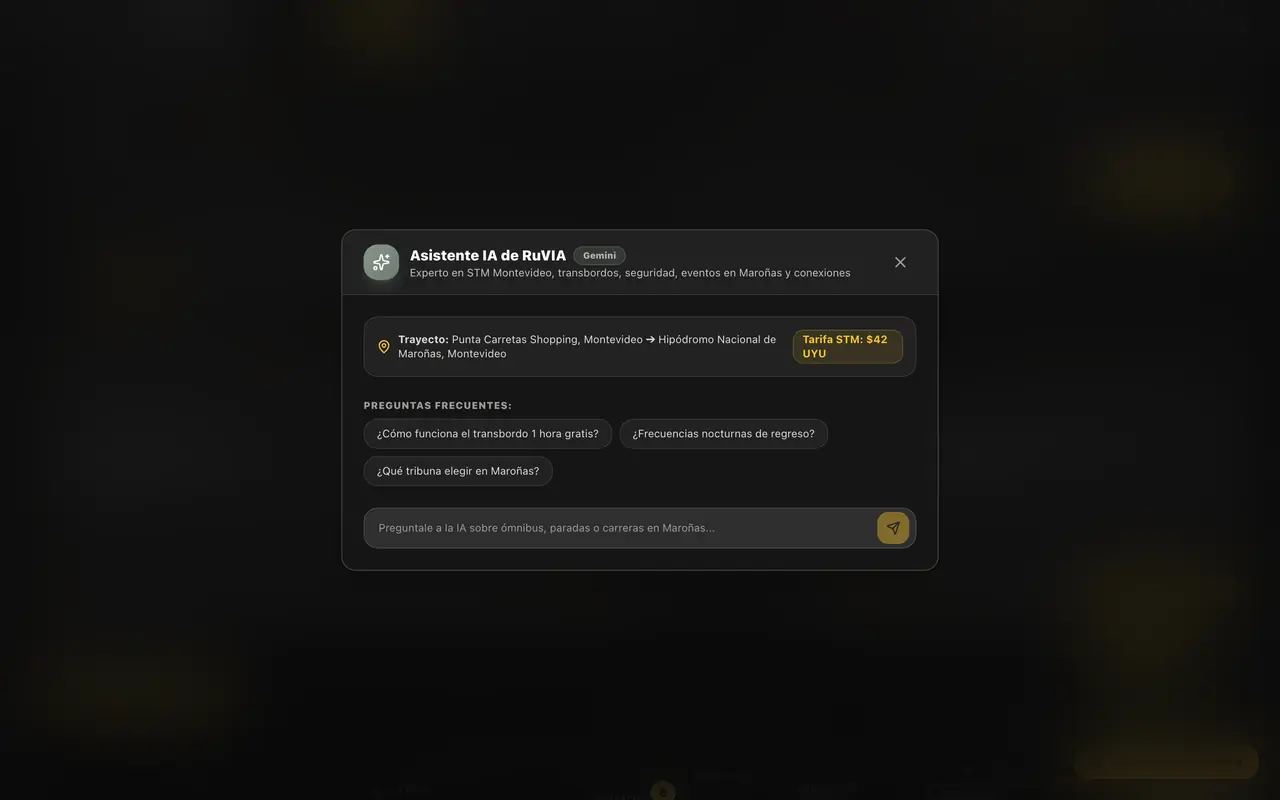 Asistente IA de RuVIA
Gemini
Experto en STM Montevideo, transbordos, seguridad, eventos en Maroñas y conexiones
Trayecto: Punta Carretas Shopping, Montevideo ➔ Hipódromo Nacional de
Maroñas, Montevideo
Tarifa STM: $42
UYU
PREGUNTAS FRECUENTES:
¿Cómo funciona el transbordo 1 hora gratis?
¿Frecuencias nocturnas de regreso?
¿Qué tribuna elegir en Maroñas?
Preguntale a la IA sobre ómnibus, paradas o carreras en Maroñas...